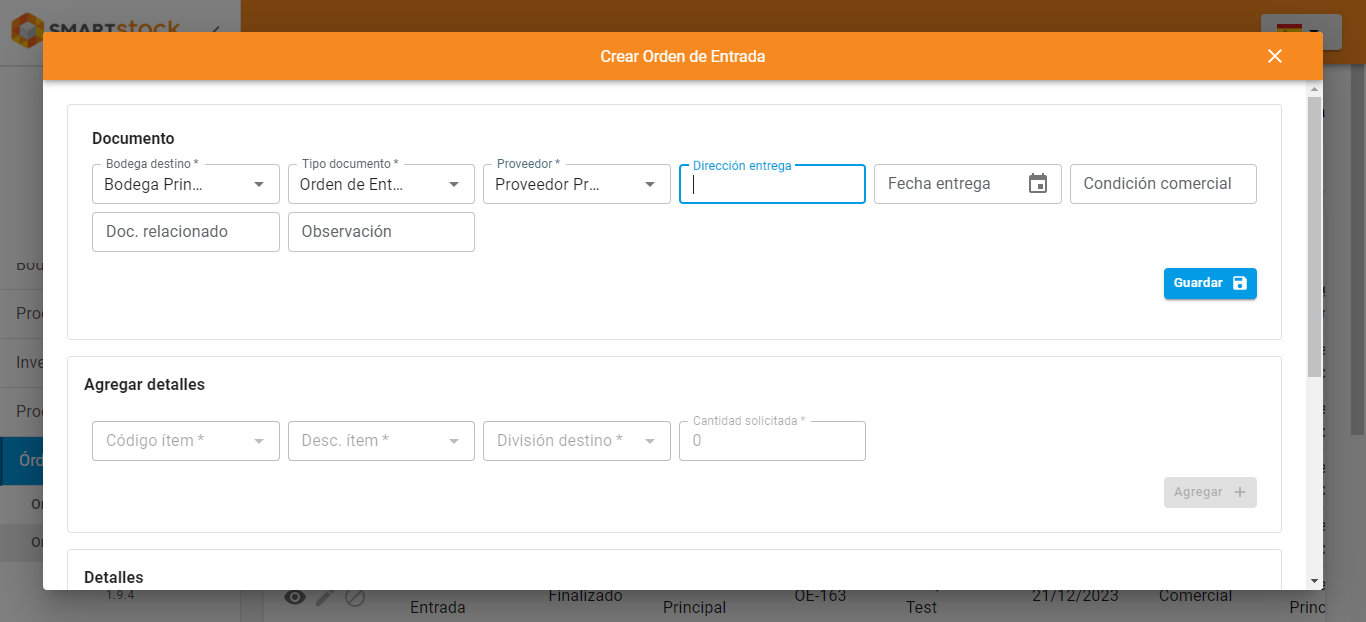 SMARTstock
Crear Orden de Entrada
Documento
Bodega destino * Tipo documento * Proveedor * Dirección entrega
Bodega Prin... Orden de Ent... Proveedor Pr... Fecha entrega Condición comercial
Doc. relacionado Observación
Guardar
Agregar detalles
Cantidad solicitada *
Código ítem * Desc. ítem * División destino * 0
Agregar
Detalles
1.9.4
Finalizado OE-163 21/12/2023 Comercial
Entrada Principal Test